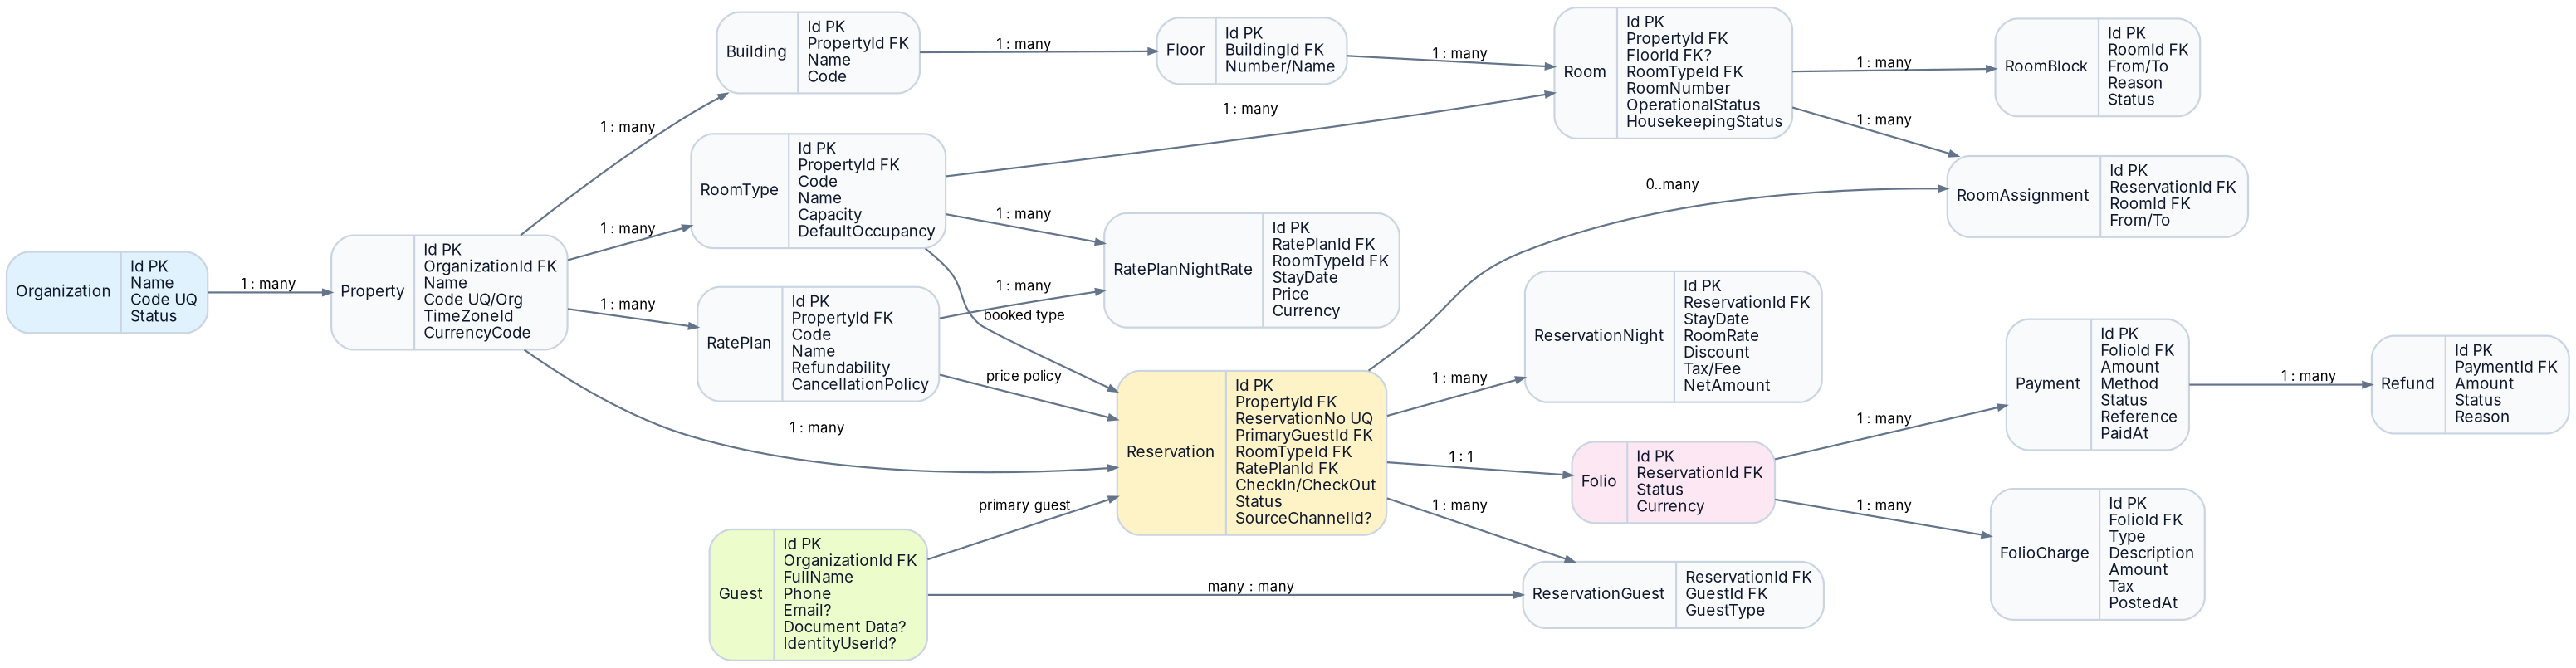 Organization
Id PK
Name
Code UQ
Status
1 : many
Property
Id PK
OrganizationId FK
Name
Code UQ/Org
TimeZoneId
CurrencyCode
1 : many
1 : many
1 : many
1 : many
Building
Id PK
PropertyId FK
Name
Code
1 : many
Floor
Id PK
BuildingId FK
Number/Name
1 : many
Room
Id PK
PropertyId FK
FloorId FK?
RoomTypeId FK
RoomNumber
OperationalStatus
HousekeepingStatus
1 : many
1 : many
RoomBlock
Id PK
RoomId FK
From/To
Reason
Status
RoomType
Id PK
PropertyId FK
Code
Name
Capacity
DefaultOccupancy
1 : many
1 : many
booked type
RoomAssignment
Id PK
ReservationId FK
RoomId FK
From/To
RatePlan
Id PK
PropertyId FK
Code
Name
Refundability
CancellationPolicy
1 : many
price policy
RatePlanNightRate
Id PK
RatePlanId FK
RoomTypeId FK
StayDate
Price
Currency
Guest
Id PK
OrganizationId FK
FullName
Phone
Email?
Document Data?
IdentityUserId?
primary guest
many : many
Reservation
Id PK
PropertyId FK
ReservationNo UQ
PrimaryGuestId FK
RoomTypeId FK
RatePlanId FK
CheckIn/CheckOut
Status
SourceChannelId?
0..many
1 : many
1 : 1
1 : many
ReservationNight
Id PK
ReservationId FK
StayDate
RoomRate
Discount
Tax/Fee
NetAmount
Folio
Id PK
ReservationId FK
Status
Currency
1 : many
1 : many
ReservationGuest
ReservationId FK
GuestId FK
GuestType
Payment
Id PK
FolioId FK
Amount
Method
Status
Reference
PaidAt
1 : many
Refund
Id PK
PaymentId FK
Amount
Status
Reason
FolioCharge
Id PK
FolioId FK
Type
Description
Amount
Tax
PostedAt